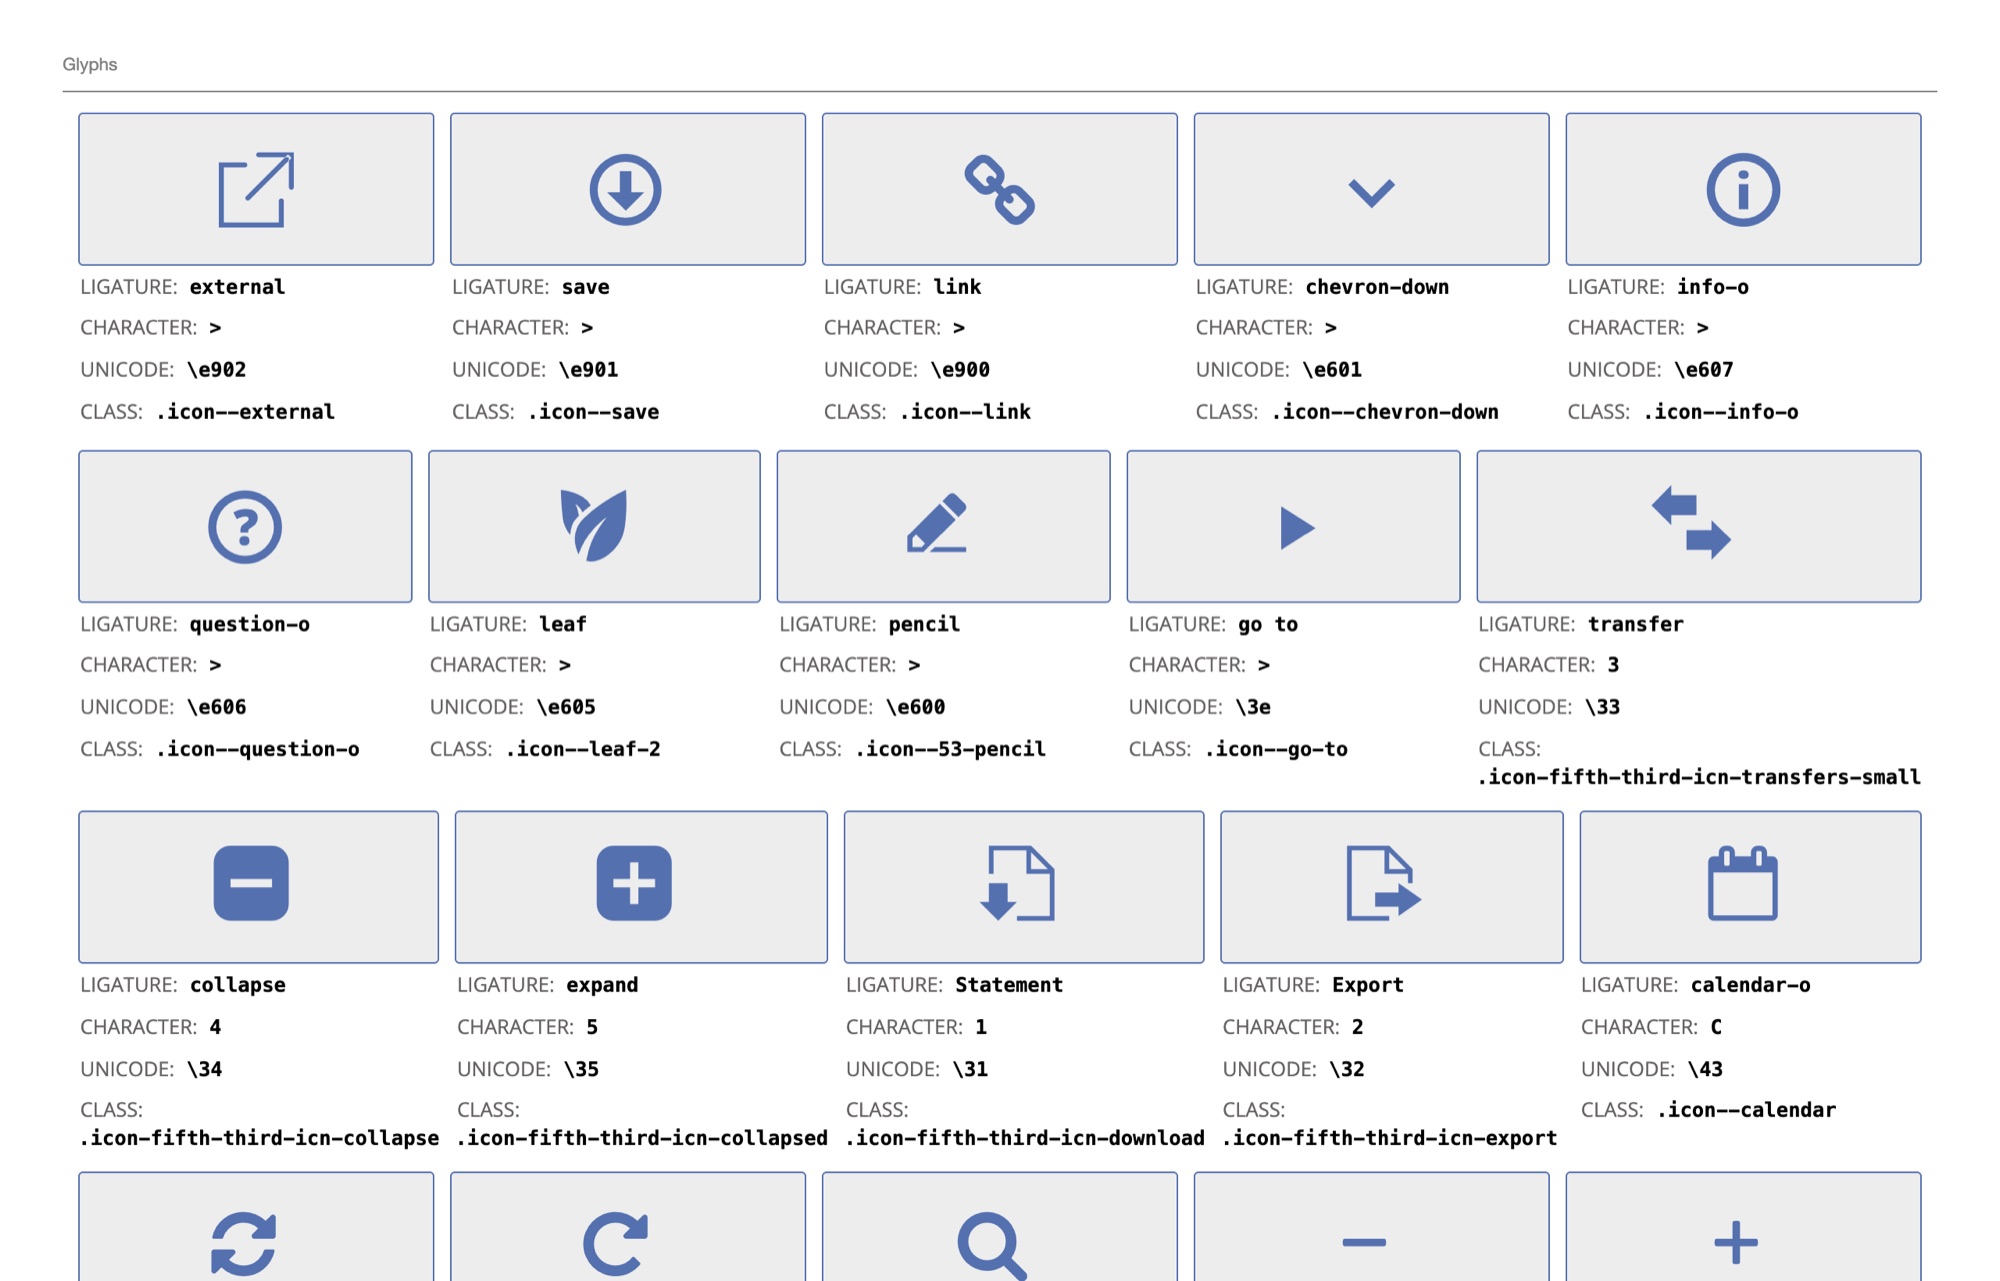 Glyphs
LIGATURE: external
CHARACTER: >
UNICODE: \e902
CLASS: .icon--external
LIGATURE: save
CHARACTER: >
UNICODE: \e901
CLASS: .icon--save
LIGATURE: link
CHARACTER: >
UNICODE: \e900
CLASS: .icon--link
LIGATURE: chevron-down
CHARACTER: >
UNICODE: \e601
CLASS: .icon--chevron-down
LIGATURE: info-o
CHARACTER: >
UNICODE: \e607
CLASS: .icon--info-o
LIGATURE: question-o
CHARACTER: >
UNICODE: \e606
CLASS: .icon--question-o
LIGATURE: leaf
CHARACTER: >
UNICODE: \e605
CLASS: .icon--leaf-2
LIGATURE: pencil
CHARACTER: >
UNICODE: \e600
CLASS: .icon--53-pencil
LIGATURE: go to
CHARACTER: >
UNICODE: \3e
CLASS: .icon--go-to
LIGATURE: transfer
CHARACTER: 3
UNICODE: \33
CLASS:
.icon-fifth-third-icn-transfers-small
LIGATURE: collapse
CHARACTER: 4
UNICODE: \34
CLASS:
.icon-fifth-third-icn-collapse
LIGATURE: expand
CHARACTER: 5
UNICODE: \35
CLASS:
.icon-fifth-third-icn-collapsed
LIGATURE: Statement
CHARACTER: 1
UNICODE: \31
CLASS:
.icon-fifth-third-icn-download
LIGATURE: Export
CHARACTER: 2
UNICODE: \32
CLASS:
.icon-fifth-third-icn-export
LIGATURE: calendar-o
CHARACTER: C
UNICODE: \43
CLASS: .icon--calendar